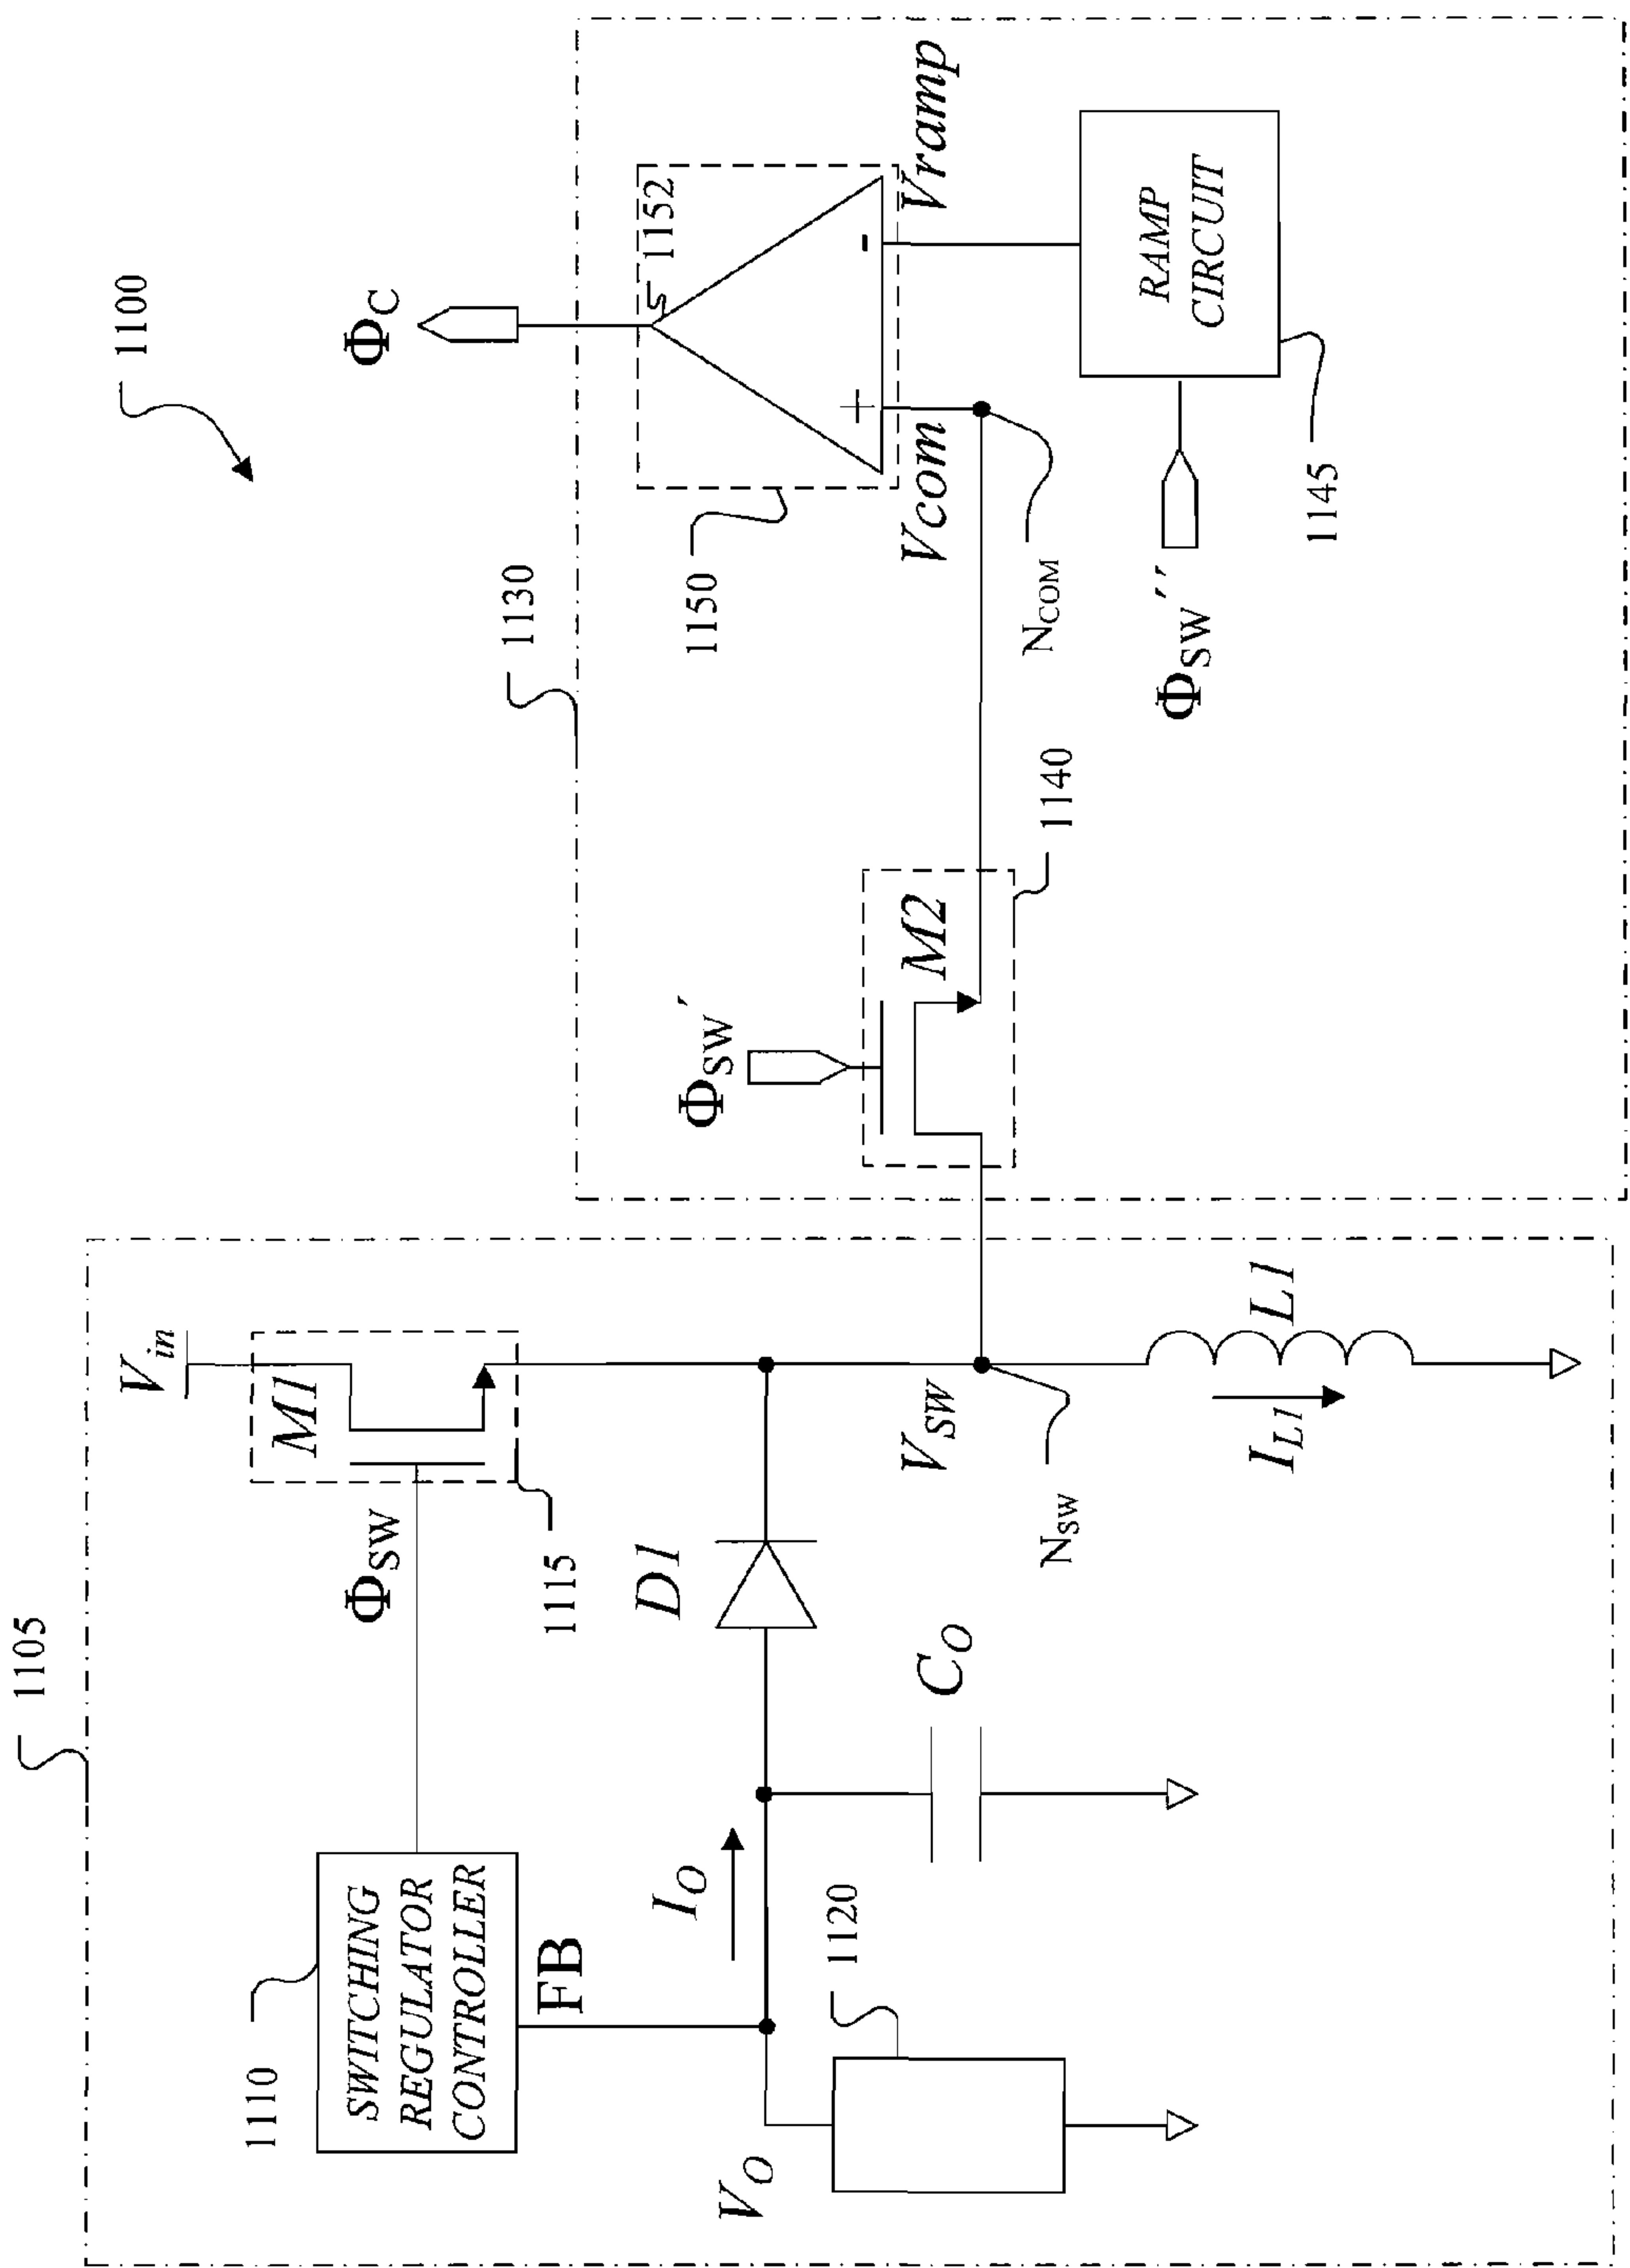 1100
1105
1110
SWITCHING
REGULATOR
CONTROLLER
FB
ΦSW
1115
M1
Vin
VO
IO
1120
CO
D1
VSW
NSW
IL1
L1
1130
ΦSW′
M2
1140
ΦC
1150
1152
+
-
Vcom
Vramp
NCOM
ΦSW′′
RAMP
CIRCUIT
1145